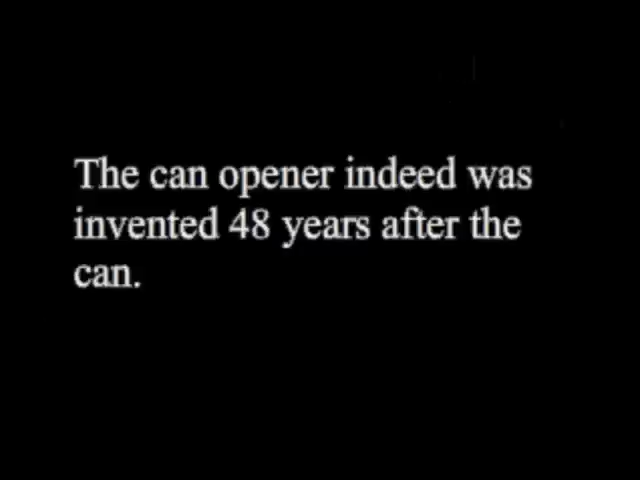 The can opener indeed was
invented 48 years after the
can.